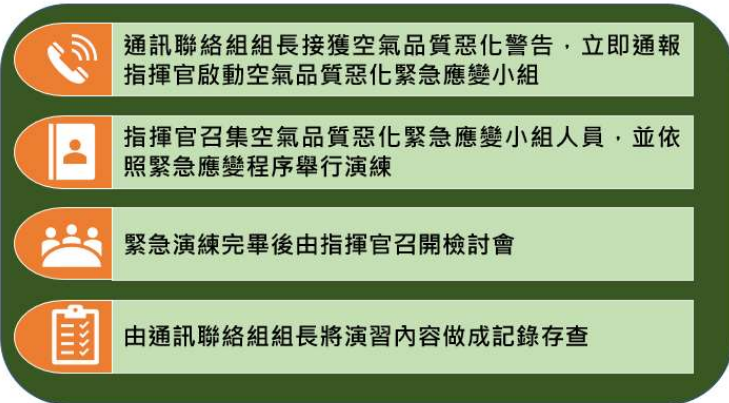 通訊聯絡組組長接獲空氣品質惡化警告，立即通報
指揮官啟動空氣品質惡化緊急應變小組
指揮官召集空氣品質惡化緊急應變小組人員，並依
照緊急應變程序舉行演練
緊急演練完畢後由指揮官召開檢討會
由通訊聯絡組組長將演習內容做成記錄存查